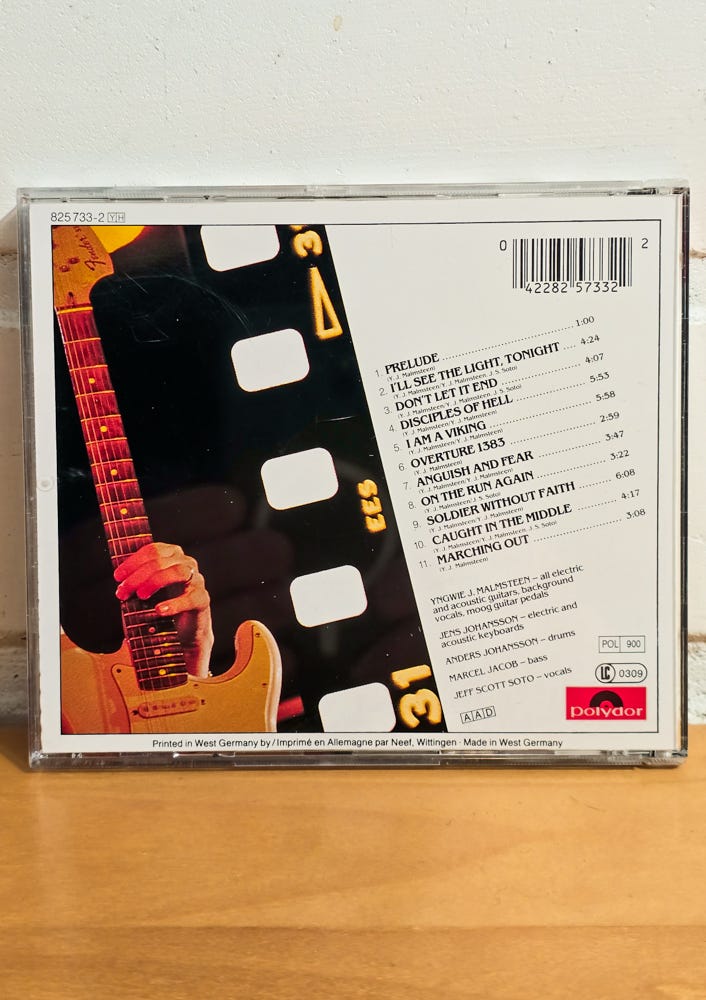 825 733-2 YH
Fender
31
EES
0 42282 57332 2
1. PRELUDE 1:00
(Y. J. Malmsteen)
2. I'LL SEE THE LIGHT, TONIGHT 4:24
(Y. J. Malmsteen/Y. J. Malmsteen, J. S. Soto)
3. DON'T LET IT END 4:07
(Y. J. Malmsteen/Y. J. Malmsteen, J. S. Soto)
4. DISCIPLES OF HELL 5:53
(Y. J. Malmsteen/Y. J. Malmsteen)
5. I AM A VIKING 5:58
(Y. J. Malmsteen/Y. J. Malmsteen)
6. OVERTURE 1383 2:59
(Y. J. Malmsteen)
7. ANGUISH AND FEAR 3:47
(Y. J. Malmsteen/Y. J. Malmsteen)
8. ON THE RUN AGAIN 3:22
(Y. J. Malmsteen/J. S. Soto)
9. SOLDIER WITHOUT FAITH 6:08
(Y. J. Malmsteen/Y. J. Malmsteen)
10. CAUGHT IN THE MIDDLE 4:17
(Y. J. Malmsteen/Y. J. Malmsteen, J. S. Soto)
11. MARCHING OUT 3:08
(Y. J. Malmsteen)
YNGWIE J. MALMSTEEN – all electric
and acoustic guitars, background
vocals, moog guitar pedals
JENS JOHANSSON – electric and
acoustic keyboards
ANDERS JOHANSSON – drums
MARCEL JACOB – bass
JEFF SCOTT SOTO – vocals
POL 900
LC 0309
AAD
polydor
Printed in West Germany by / Imprimé en Allemagne par Neef, Wittingen · Made in West Germany